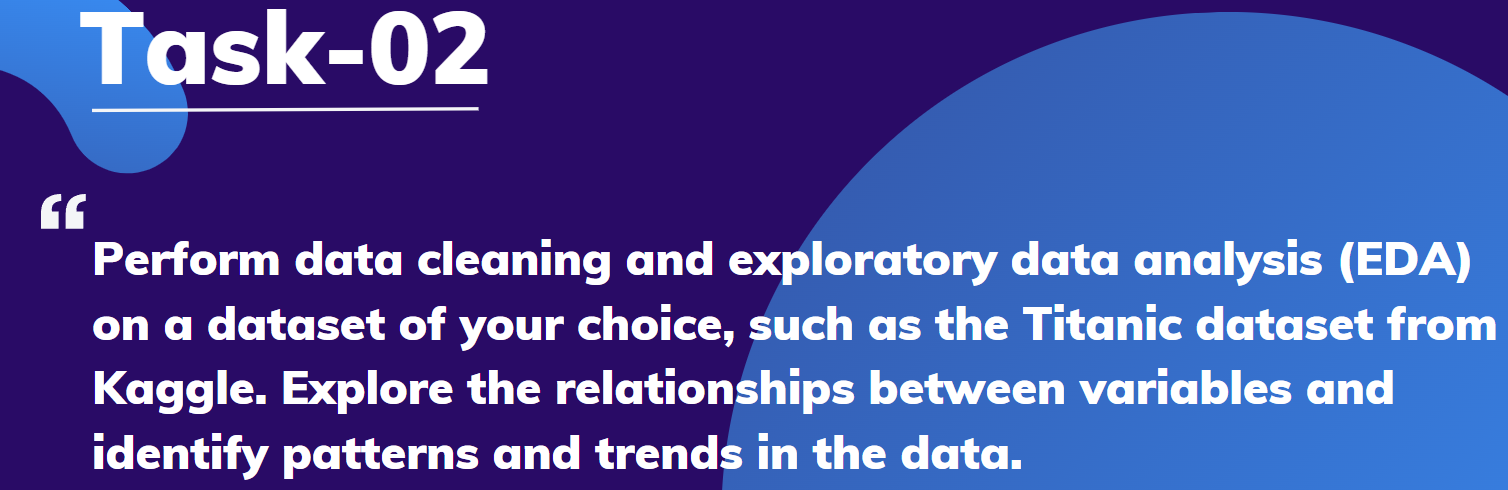 Task-02
“
Perform data cleaning and exploratory data analysis (EDA)
on a dataset of your choice, such as the Titanic dataset from
Kaggle. Explore the relationships between variables and
identify patterns and trends in the data.